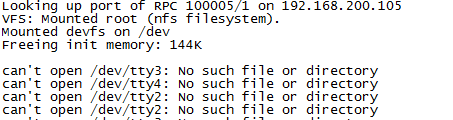 Looking up port of RPC 100005/1 on 192.168.200.105
VFS: Mounted root (nfs filesystem).
Mounted devfs on /dev
Freeing init memory: 144K
can't open /dev/tty3: No such file or directory
can't open /dev/tty4: No such file or directory
can't open /dev/tty2: No such file or directory
can't open /dev/tty2: No such file or directory